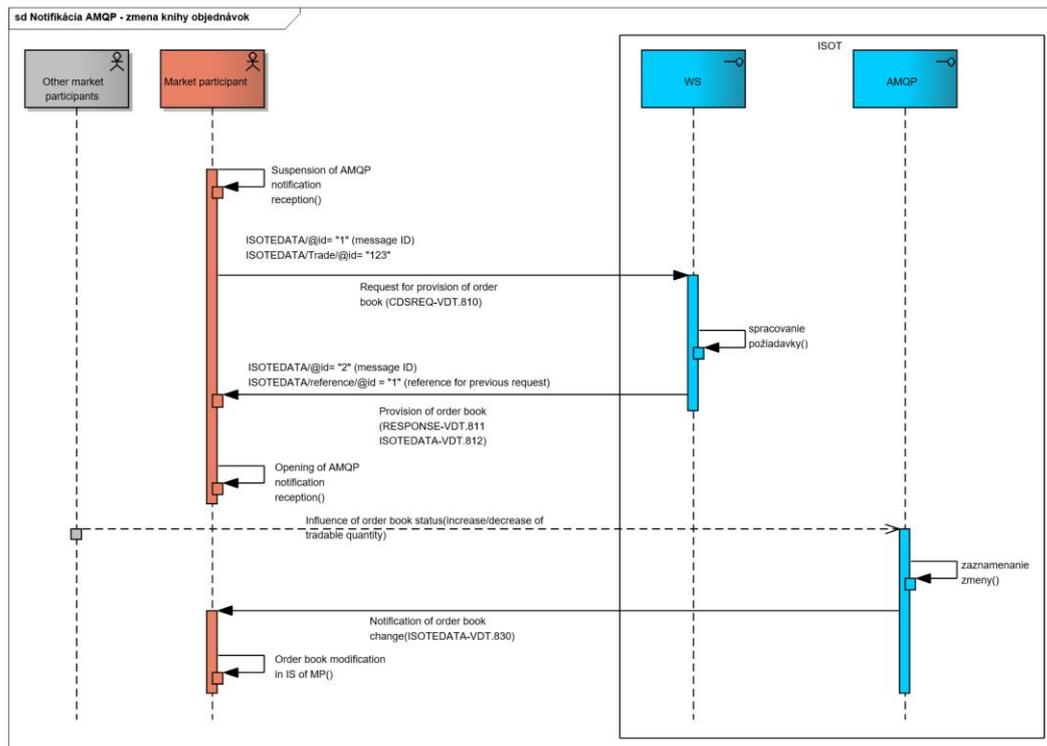 sd Notifikácia AMQP - zmena knihy objednávok
ISOT
Other market
participants
Market participant
WS
AMQP
Suspension of AMQP
notification
reception()
ISOTEDATA/@id= "1" (message ID)
ISOTEDATA/Trade/@id= "123"
Request for provision of order
book (CDSREQ-VDT.810)
spracovanie
požiadavky()
ISOTEDATA/@id= "2" (message ID)
ISOTEDATA/reference/@id = "1" (reference for previous request)
Provision of order book
(RESPONSE-VDT.811
ISOTEDATA-VDT.812)
Opening of AMQP
notification
reception()
Influence of order book status(increase/decrease of
tradable quantity)
zaznamenanie
zmeny()
Notification of order book
change(ISOTEDATA-VDT.830)
Order book modification
in IS of MP()